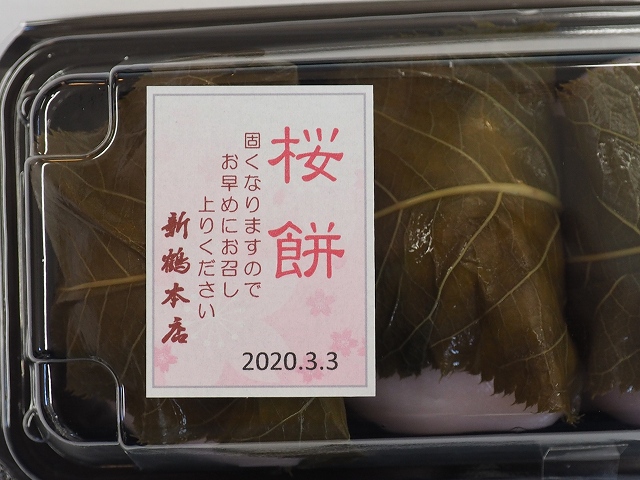 桜餅
固くなりますので
お早めにお召し
上りください
新鶴本店
2020.3.3